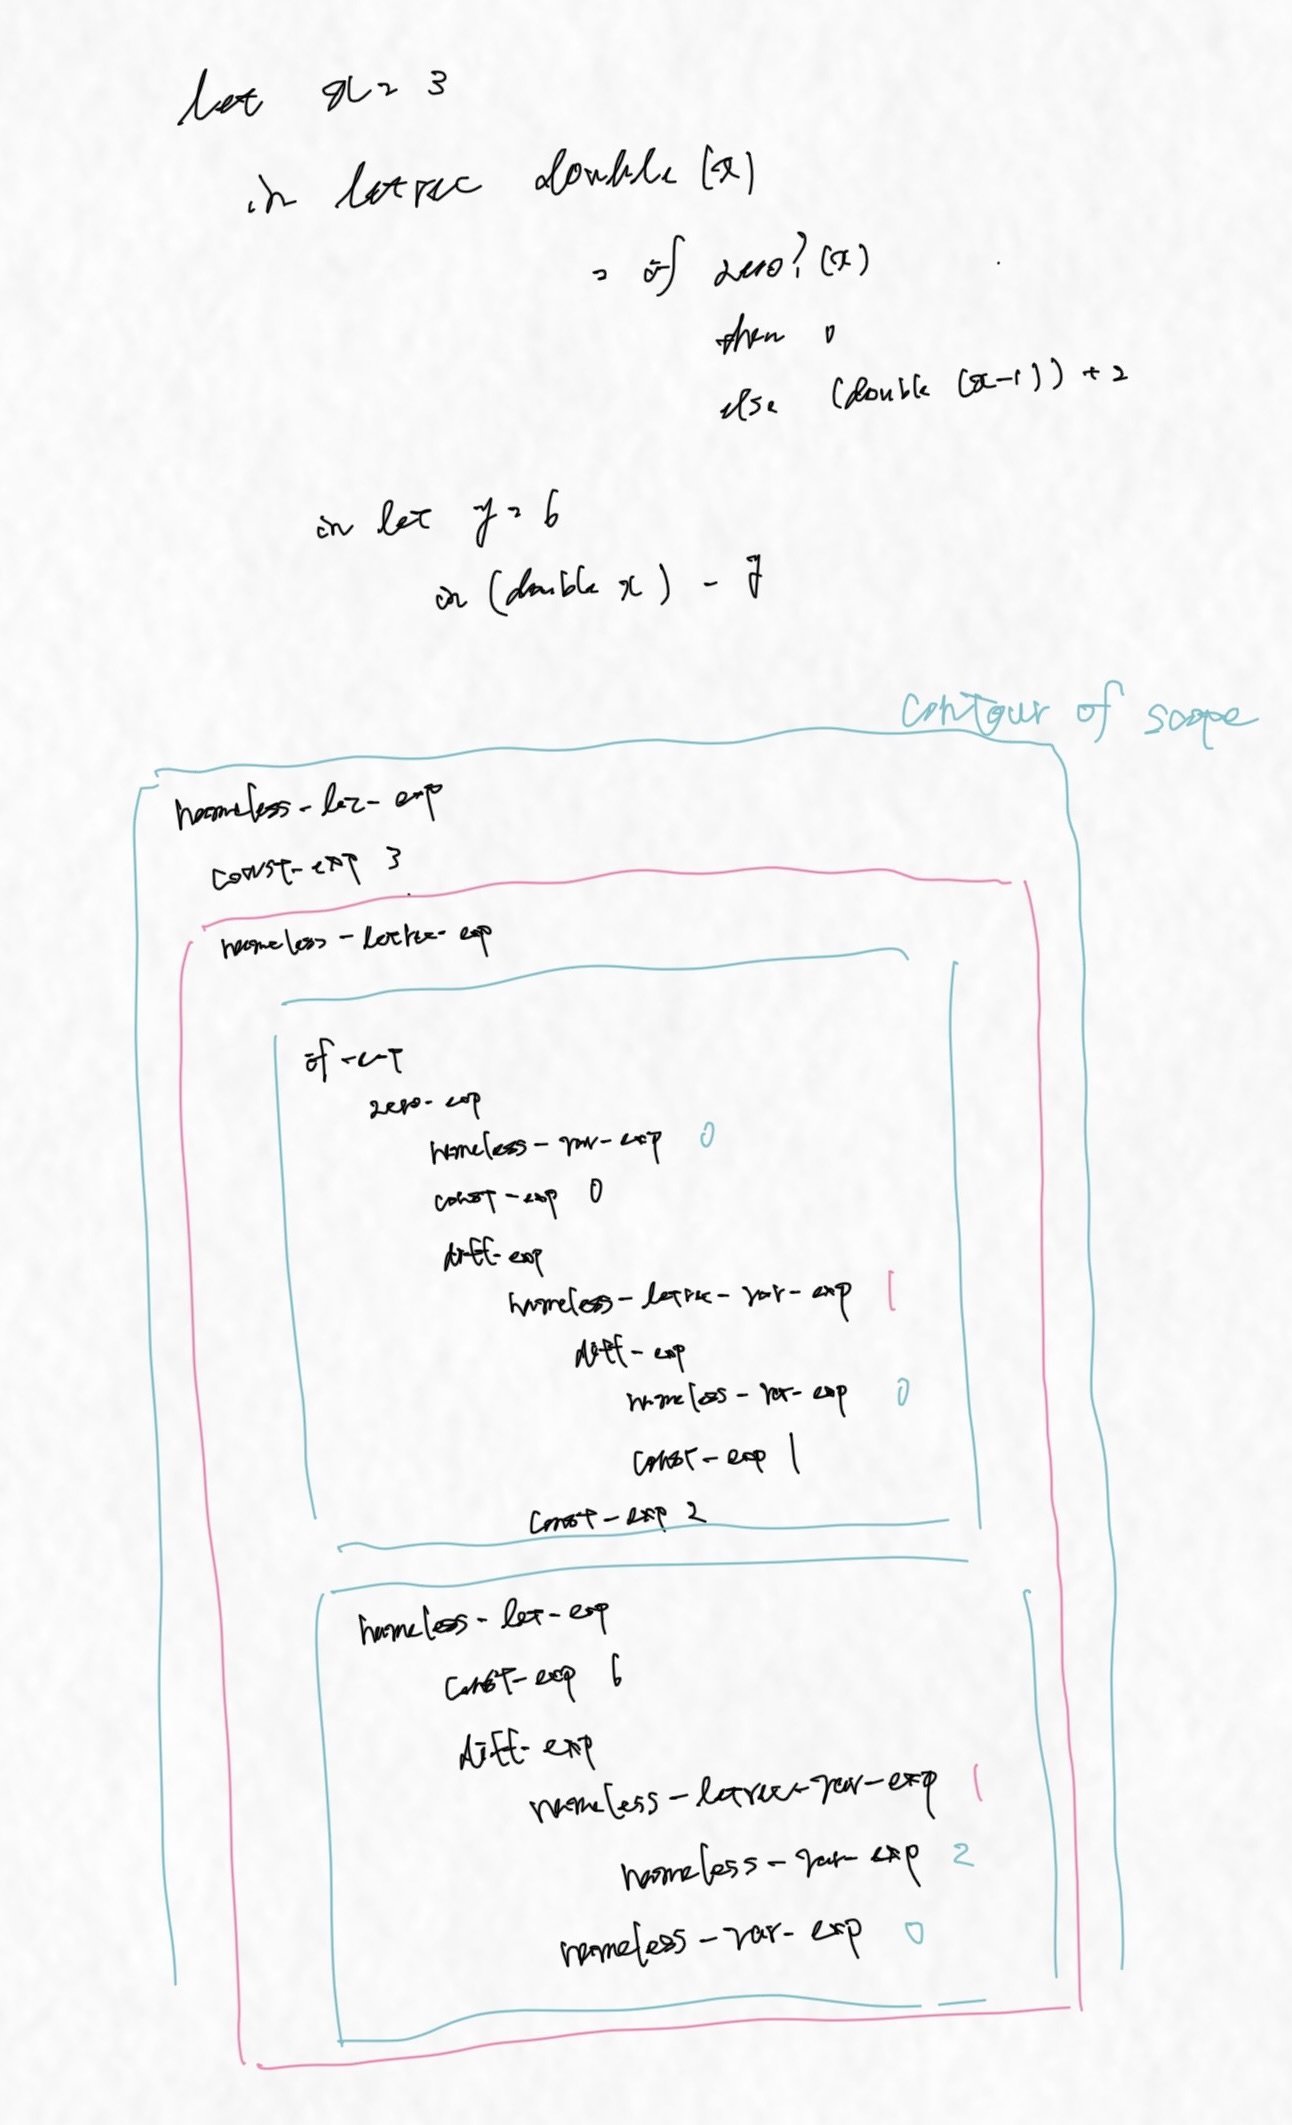 let x = 3
in letrec double (x)
= if zero? (x)
then 0
else (double (x-1)) + 2
in let y = 6
in (double x) - y
contour of scope
nameless-let-exp
const-exp 3
nameless-letrec-exp
if-exp
zero-exp
nameless-var-exp 0
const-exp 0
diff-exp
nameless-letrec-var-exp 1
diff-exp
nameless-var-exp 0
const-exp 1
const-exp 2
nameless-let-exp
const-exp 6
diff-exp
nameless-letrec-var-exp 1
nameless-var-exp 2
nameless-var-exp 0